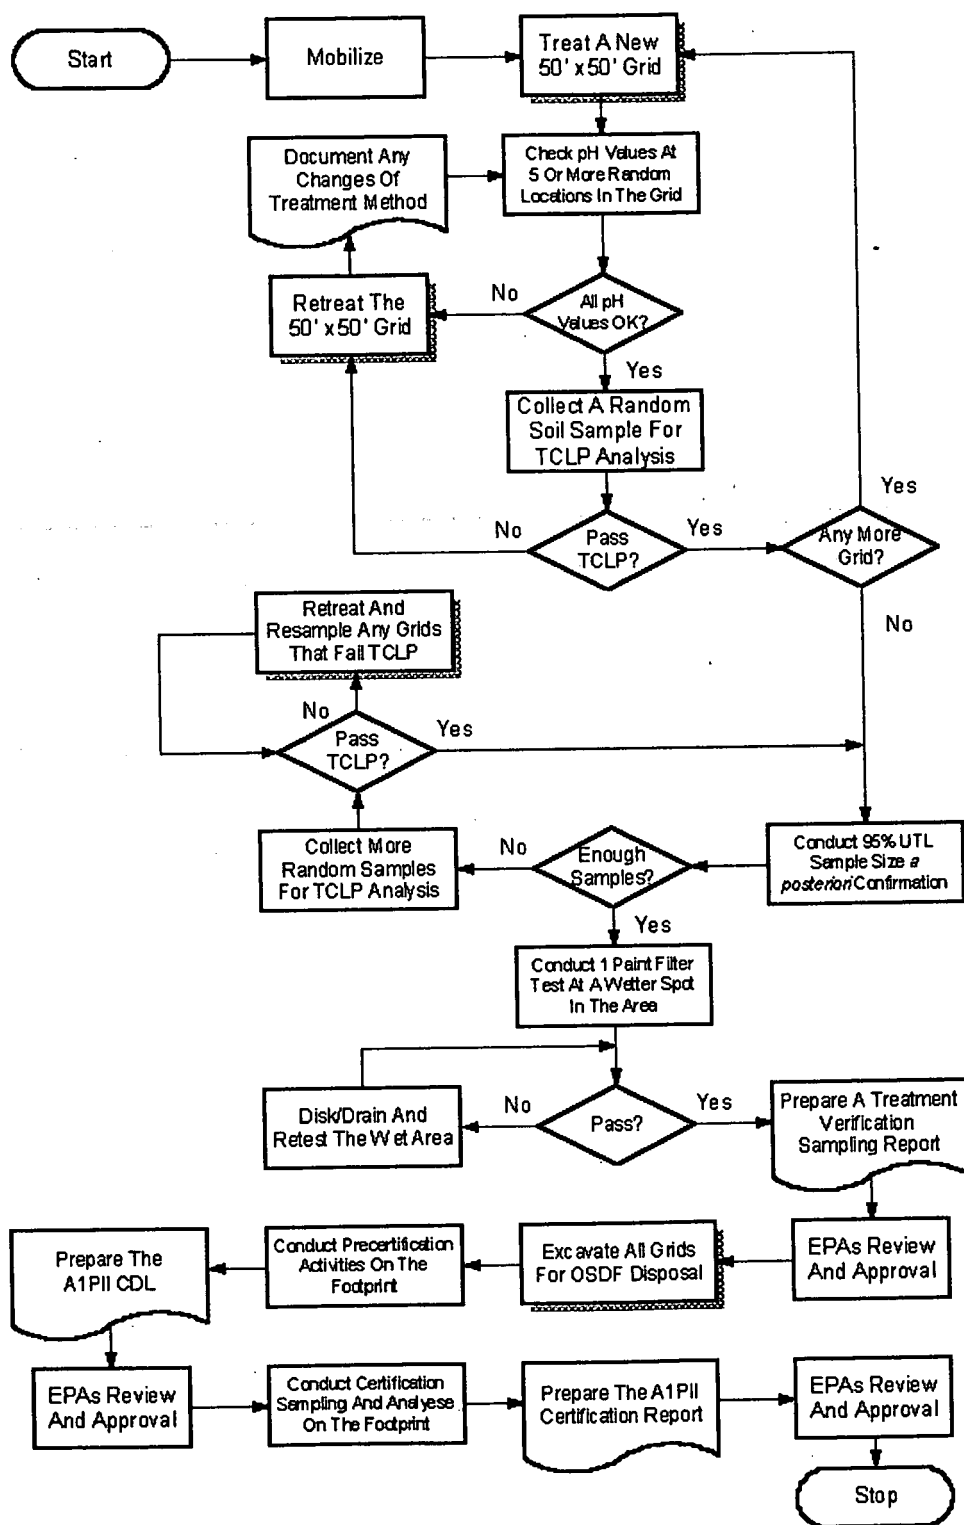 Start
Mobilize
Treat A New
50' x 50' Grid
Document Any
Changes Of
Treatment Method
Check pH Values At
5 Or More Random
Locations In The Grid
Retreat The
50' x 50' Grid
No
All pH
Values OK?
Yes
Collect A Random
Soil Sample For
TCLP Analysis
No
Pass
TCLP?
Yes
Any More
Grid?
Yes
No
Retreat And
Resample Any Grids
That Fail TCLP
No
Pass
TCLP?
Yes
Collect More
Random Samples
For TCLP Analysis
No
Enough
Samples?
Conduct 95% UTL
Sample Size a
posteriori Confirmation
Yes
Conduct 1 Paint Filter
Test At A Wetter Spot
In The Area
Disk/Drain And
Retest The Wet Area
No
Pass?
Yes
Prepare A Treatment
Verification
Sampling Report
Prepare The
A1PII CDL
Conduct Precertification
Activities On The
Footprint
Excavate All Grids
For OSDF Disposal
EPAs Review
And Approval
EPAs Review
And Approval
Conduct Certification
Sampling And Analyse
On The Footprint
Prepare The A1PII
Certification Report
EPAs Review
And Approval
Stop